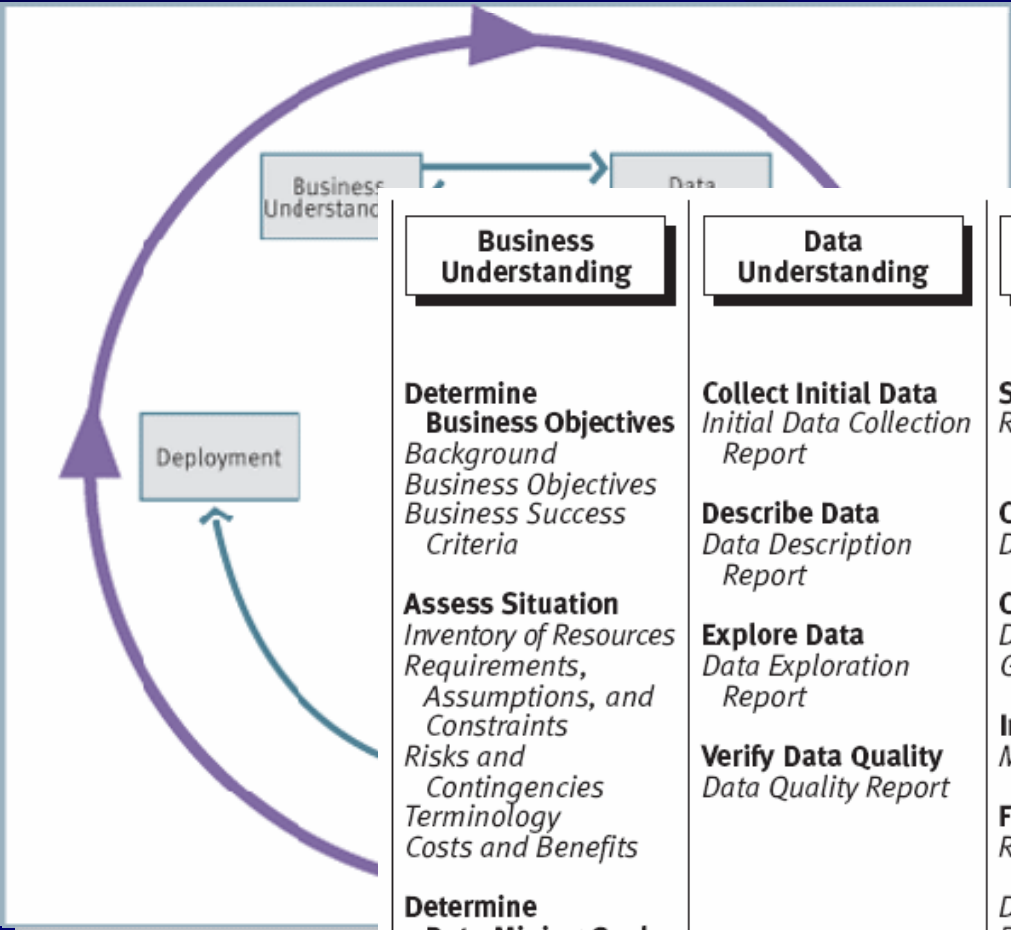 Business
Data
Deployment
Business
Understanding
Determine
Business Objectives
Background
Business Objectives
Business Success
Criteria
Assess Situation
Inventory of Resources
Requirements,
Assumptions, and
Constraints
Risks and
Contingencies
Terminology
Costs and Benefits
Determine
Data
Understanding
Collect Initial Data
Initial Data Collection
Report
Describe Data
Data Description
Report
Explore Data
Data Exploration
Report
Verify Data Quality
Data Quality Report